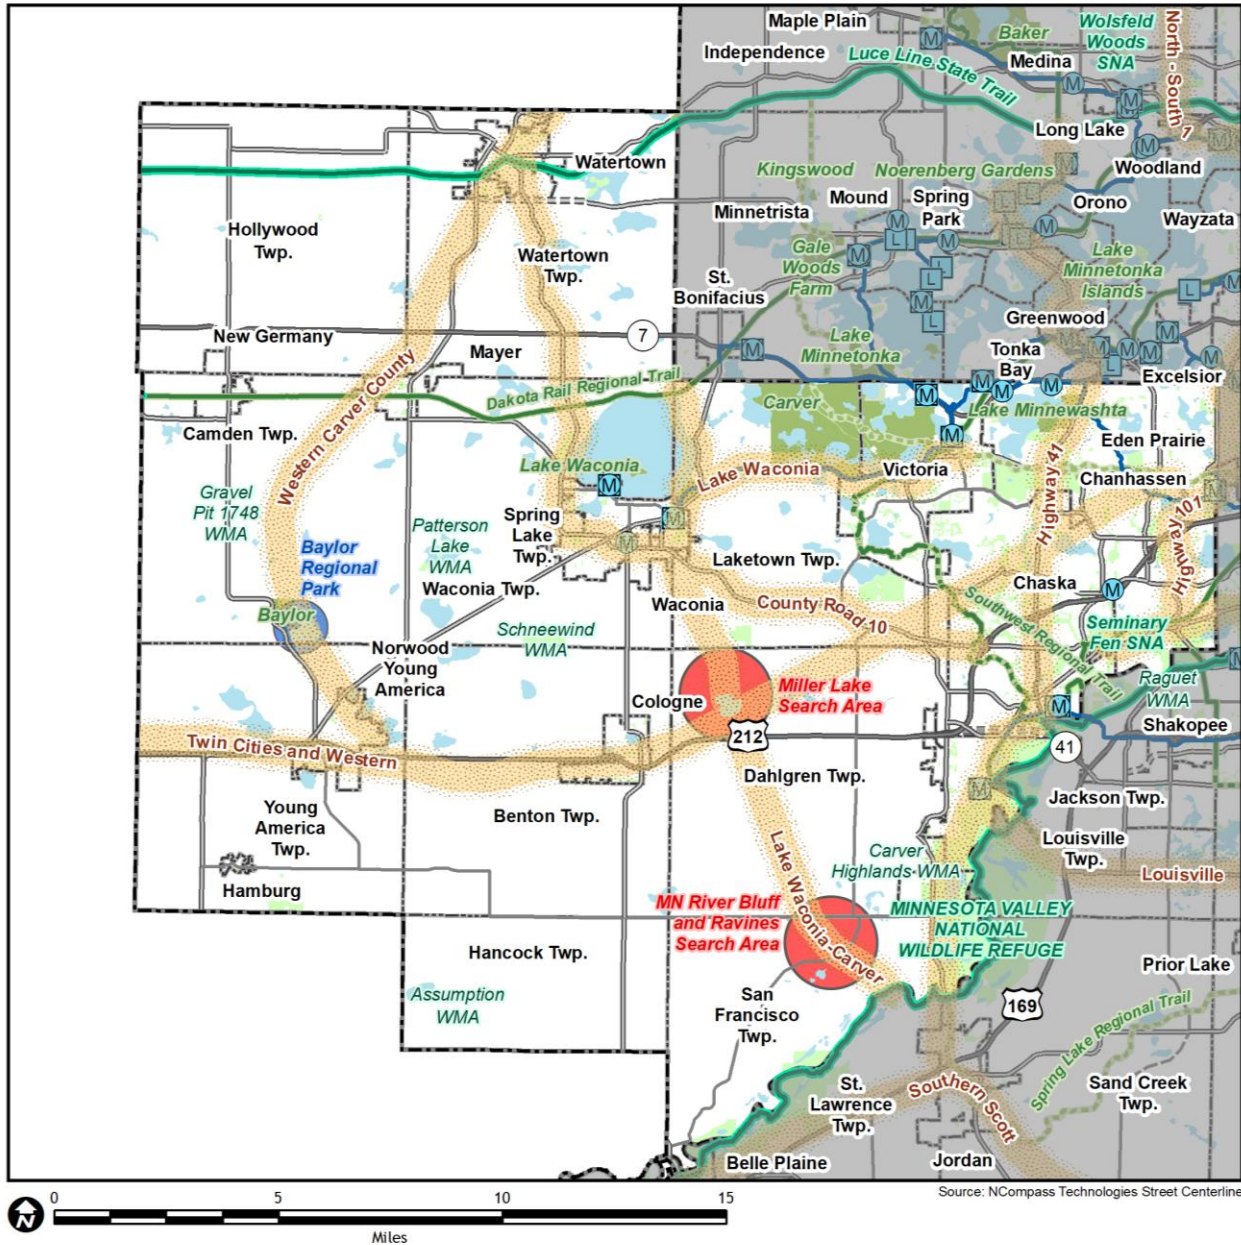 Maple Plain
Independence
Baker
Medina
Wolsfeld
Woods
SNA
North - South 1
Luce Line State Trail
Long Lake
Woodland
Watertown
Kingswood
Noerenberg Gardens
Mound
Spring
Park
Orono
Wayzata
Minnetrista
Hollywood
Twp.
Watertown
Twp.
Gale
Woods
Farm
Lake
Minnetonka
Islands
St.
Bonifacius
Greenwood
New Germany
Mayer
7
Lake
Minnetonka
Tonka
Bay
Excelsior
Dakota Rail Regional Trail
Western Carver County
Carver
Lake Minnewashta
Camden Twp.
Eden Prairie
Lake Waconia
Lake Waconia
Victoria
Highway 41
Chanhassen
Gravel
Pit 1748
WMA
Patterson
Lake
WMA
Spring
Lake
Twp.
Highway 101
Baylor
Regional
Park
Laketown Twp.
Waconia Twp.
Chaska
Waconia
County Road 10
Baylor
Southwest Regional Trail
Seminary
Fen SNA
Schneewind
WMA
Norwood
Young
America
Cologne
Miller Lake
Search Area
Raguet
WMA
Shakopee
212
41
Twin Cities and Western
Dahlgren Twp.
Jackson Twp.
Young
America
Twp.
Benton Twp.
Louisville
Twp.
Carver
Highlands WMA
Louisville
Hamburg
Lake Waconia-Carver
MN River Bluff
and Ravines
Search Area
MINNESOTA VALLEY
NATIONAL
WILDLIFE REFUGE
Hancock Twp.
Prior Lake
Assumption
WMA
San
Francisco
Twp.
169
Spring Lake Regional Trail
St.
Lawrence
Twp.
Southern Scott
Sand Creek
Twp.
Belle Plaine
Jordan
Source: NCompass Technologies Street Centerline
N
0 5 10 15
Miles
M
M
M
M
M
M
M
L
L
M
M
L
M
L
M
L
L
M
L
M
M
M
M
M
M
L
M
M
M
M
M
M
M
M
M
M
M
M
M